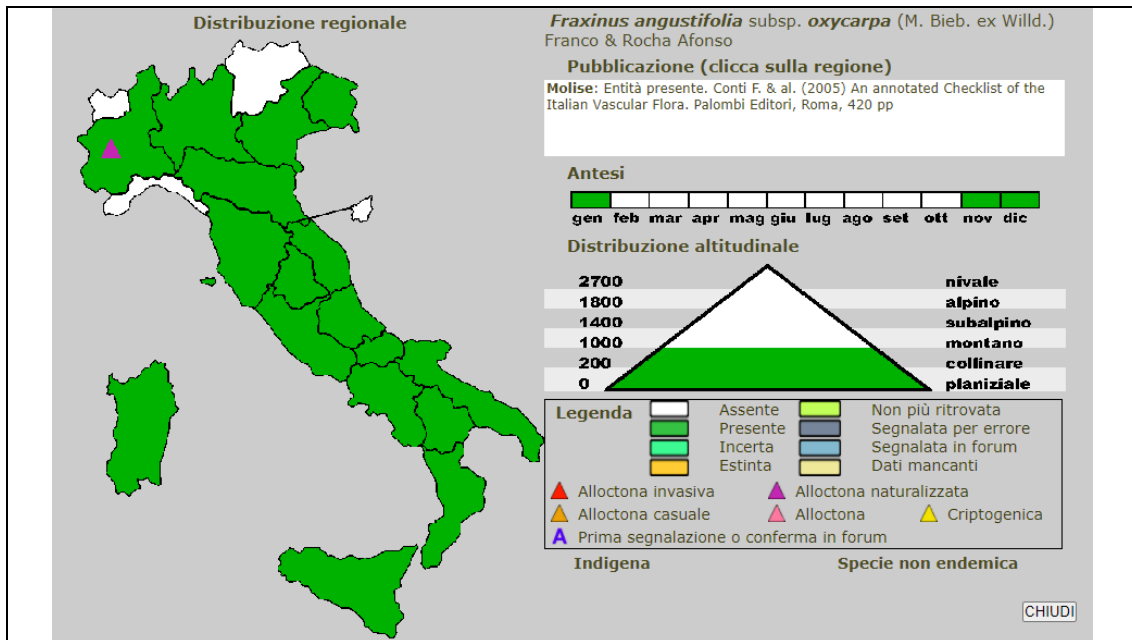 Distribuzione regionale
Fraxinus angustifolia subsp. oxycarpa (M. Bieb. ex Willd.)
Franco & Rocha Afonso
Pubblicazione (clicca sulla regione)
Molise: Entità presente. Conti F. & al. (2005) An annotated Checklist of the
Italian Vascular Flora. Palombi Editori, Roma, 420 pp
Antesi
gen feb mar apr mag giu lug ago set ott nov dic
Distribuzione altitudinale
2700 nivale
1800 alpino
1400 subalpino
1000 montano
200 collinare
0 planiziale
Legenda
Assente Non più ritrovata
Presente Segnalata per errore
Incerta Segnalata in forum
Estinta Dati mancanti
Alloctona invasiva Alloctona naturalizzata
Alloctona casuale Alloctona Criptogenica
A Prima segnalazione o conferma in forum
Indigena Specie non endemica
CHIUDI